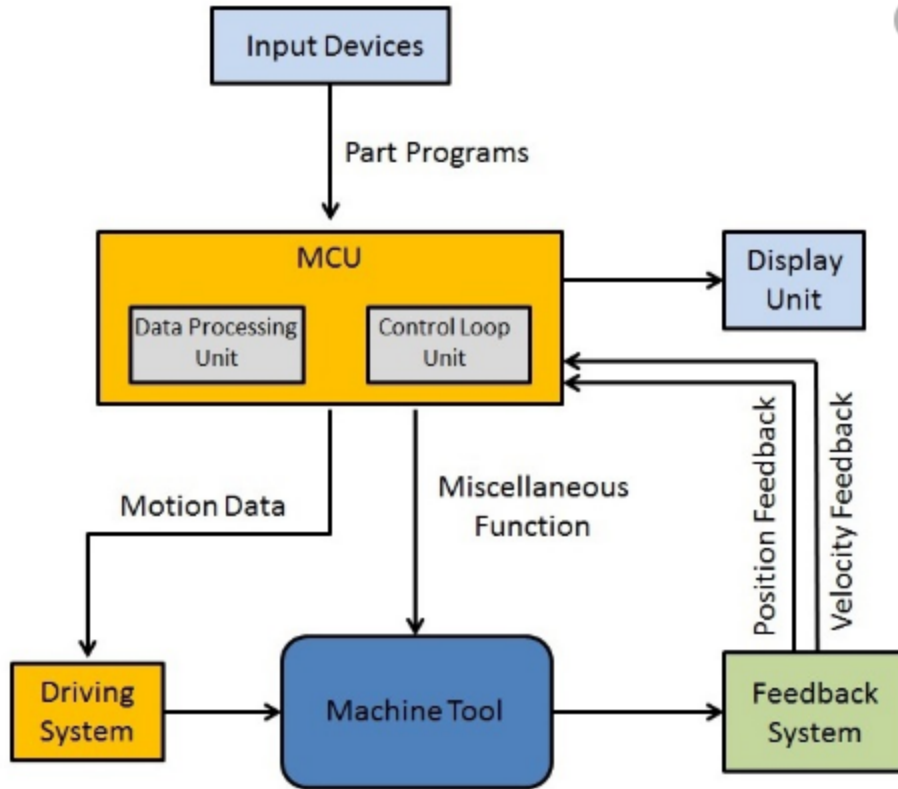 Input Devices
Part Programs
MCU
Data Processing
Unit
Control Loop
Unit
Display
Unit
Motion Data
Miscellaneous
Function
Position Feedback
Velocity Feedback
Driving
System
Machine Tool
Feedback
System